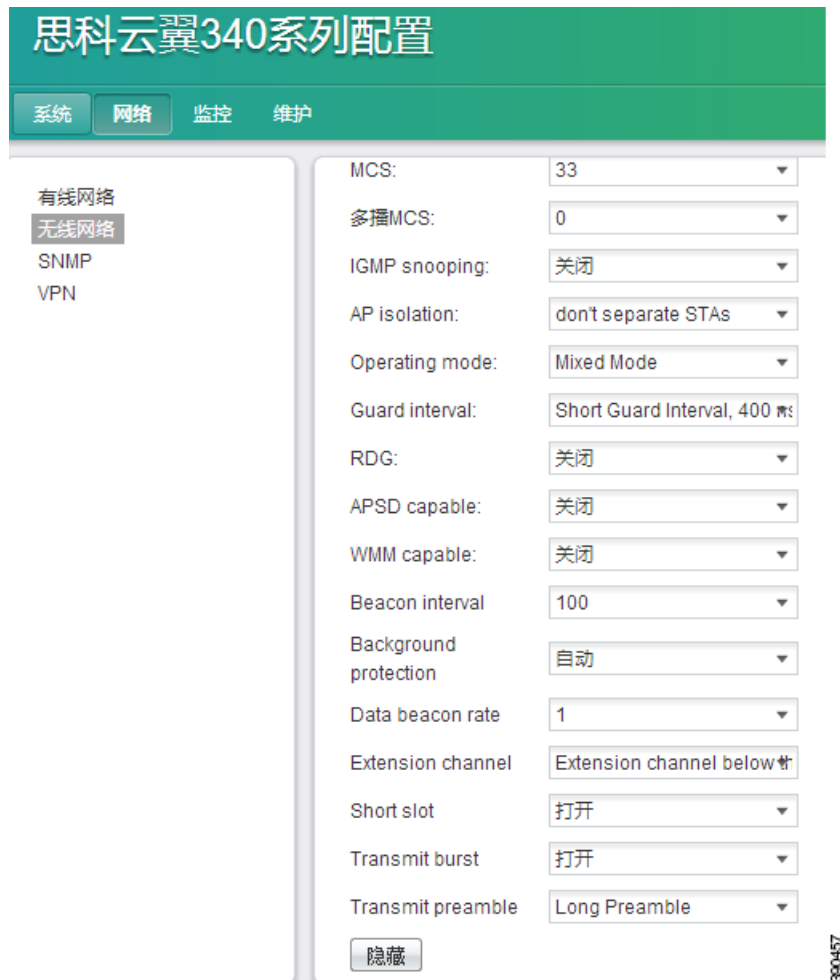 思科云翼340系列配置
系统 网络 监控 维护
有线网络
无线网络
SNMP
VPN
MCS: 33
多播MCS: 0
IGMP snooping: 关闭
AP isolation: don't separate STAs
Operating mode: Mixed Mode
Guard interval: Short Guard Interval, 400 ns
RDG: 关闭
APSD capable: 关闭
WMM capable: 关闭
Beacon interval 100
Background
protection 自动
Data beacon rate 1
Extension channel Extension channel below
Short slot 打开
Transmit burst 打开
Transmit preamble Long Preamble
隐藏